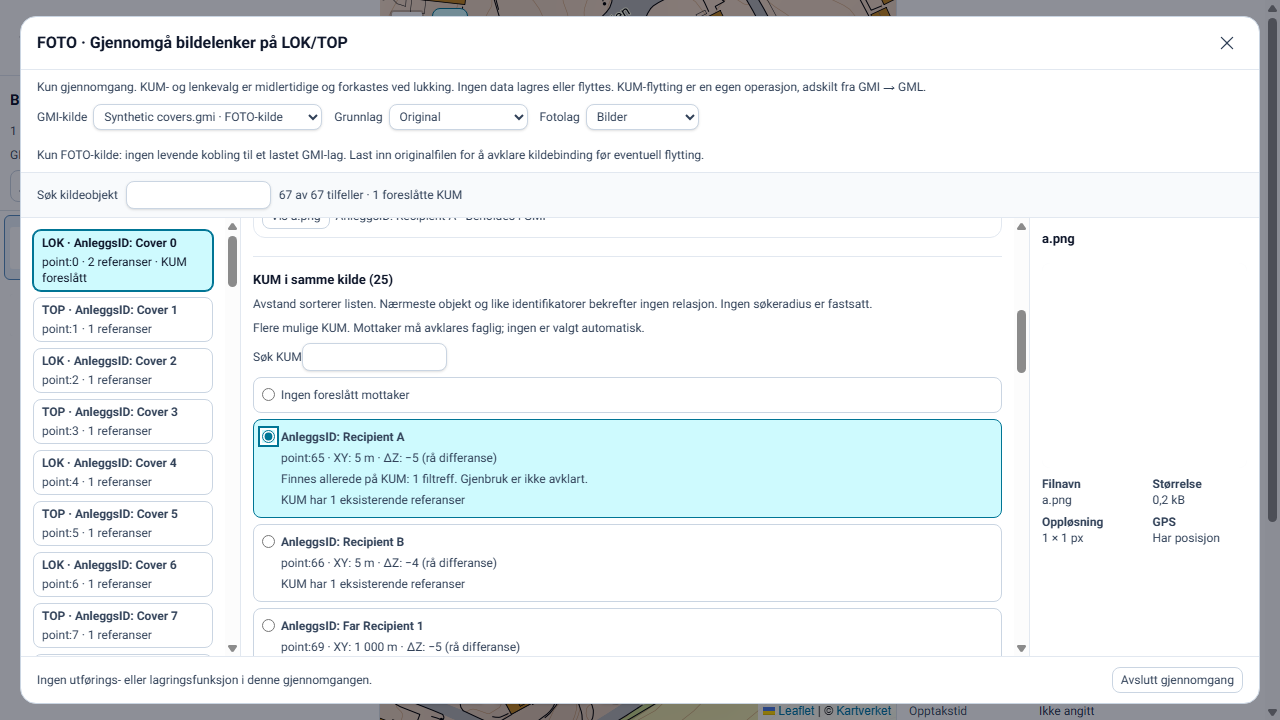 FOTO · Gjennomgå bildelenker på LOK/TOP
Kun gjennomgang. KUM- og lenkevalg er midlertidige og forkastes ved lukking. Ingen data lagres eller flyttes. KUM-flytting er en egen operasjon, adskilt fra GMI → GML.
GMI-kilde Synthetic covers.gmi · FOTO-kilde Grunnlag Original Fotolag Bilder
Kun FOTO-kilde: ingen levende kobling til et lastet GMI-lag. Last inn originalfilen for å avklare kildebinding før eventuell flytting.
Søk kildeobjekt 67 av 67 tilfeller · 1 foreslåtte KUM
LOK · AnleggsID: Cover 0
point:0 · 2 referanser · KUM
foreslått
TOP · AnleggsID: Cover 1
point:1 · 1 referanser
LOK · AnleggsID: Cover 2
point:2 · 1 referanser
TOP · AnleggsID: Cover 3
point:3 · 1 referanser
LOK · AnleggsID: Cover 4
point:4 · 1 referanser
TOP · AnleggsID: Cover 5
point:5 · 1 referanser
LOK · AnleggsID: Cover 6
point:6 · 1 referanser
TOP · AnleggsID: Cover 7
point:7 · 1 referanser
KUM i samme kilde (25)
Avstand sorterer listen. Nærmeste objekt og like identifikatorer bekrefter ingen relasjon. Ingen søkeradius er fastsatt.
Flere mulige KUM. Mottaker må avklares faglig; ingen er valgt automatisk.
Søk KUM
Ingen foreslått mottaker
AnleggsID: Recipient A
point:65 · XY: 5 m · ΔZ: −5 (rå differanse)
Finnes allerede på KUM: 1 filtreff. Gjenbruk er ikke avklart.
KUM har 1 eksisterende referanser
AnleggsID: Recipient B
point:66 · XY: 5 m · ΔZ: −4 (rå differanse)
KUM har 1 eksisterende referanser
AnleggsID: Far Recipient 1
point:69 · XY: 1 000 m · ΔZ: −5 (rå differanse)
a.png
Filnavn Størrelse
a.png 0,2 kB
Oppløsning GPS
1 × 1 px Har posisjon
Ingen utførings- eller lagringsfunksjon i denne gjennomgangen. Avslutt gjennomgang
Leaflet | © Kartverket Opptakstid Ikke angitt